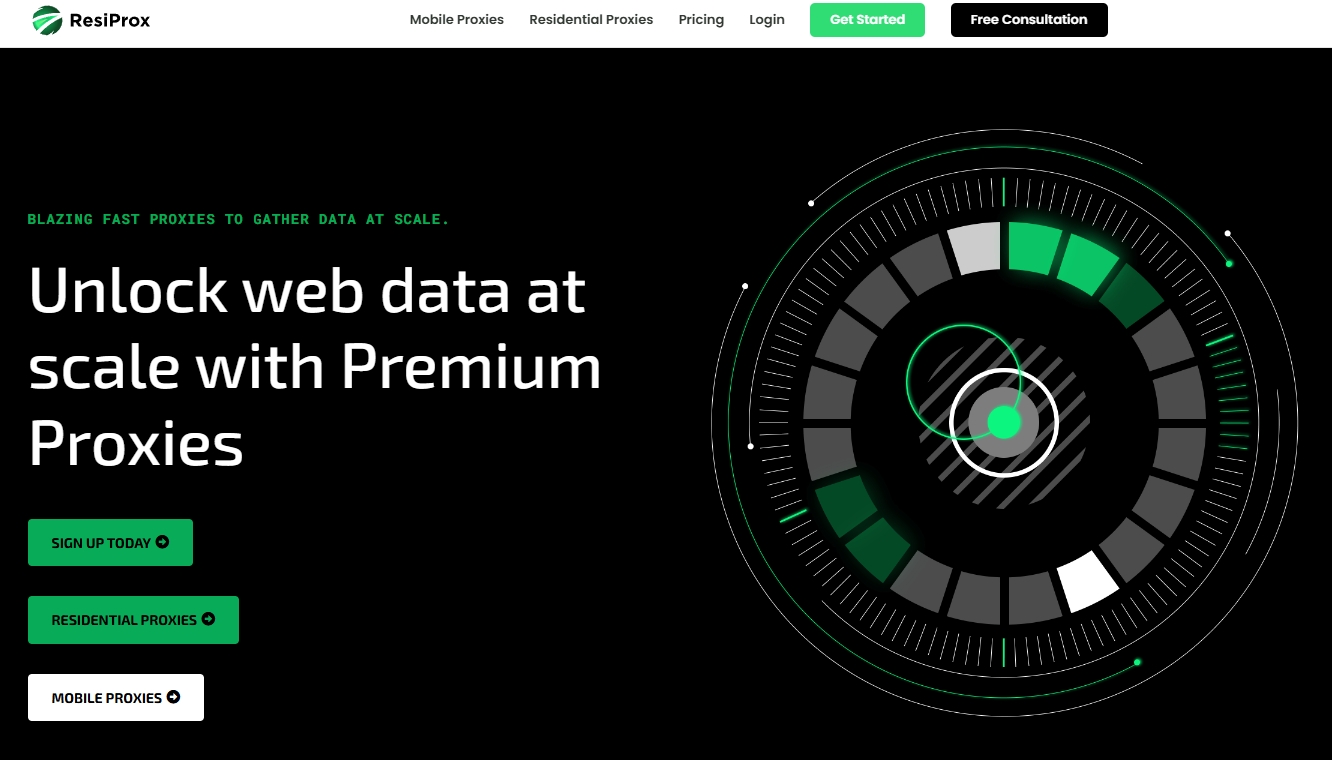 ResiProx
Mobile Proxies
Residential Proxies
Pricing
Login
Get Started
Free Consultation
BLAZING FAST PROXIES TO GATHER DATA AT SCALE.
Unlock web data at
scale with Premium
Proxies
SIGN UP TODAY
RESIDENTIAL PROXIES
MOBILE PROXIES